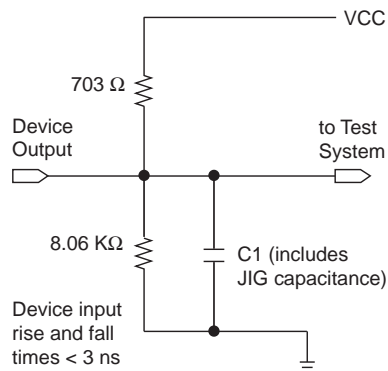 VCC
703 Ω
Device
Output
to Test
System
8.06 KΩ
C1 (includes
JIG capacitance)
Device input
rise and fall
times < 3 ns